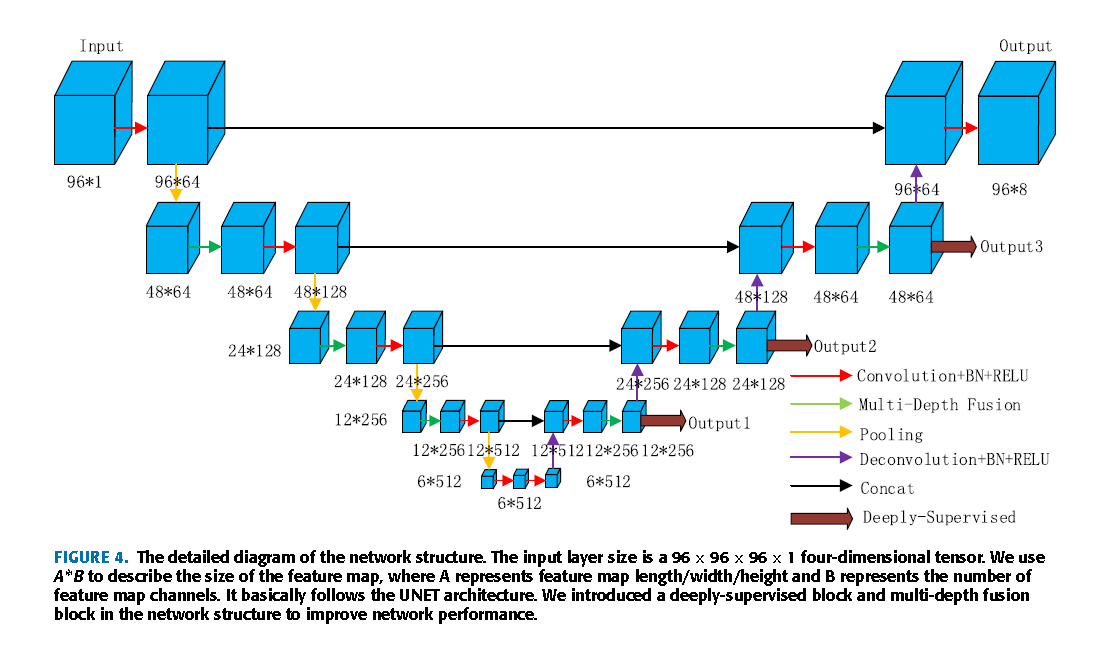 Input
Output
96*1
96*64
96*64
96*8
48*64
48*64
48*128
48*128
48*64
48*64
Output3
24*128
24*128
24*256
24*256
24*128
24*128
Output2
12*256
12*256
12*512
12*512
12*256
12*256
Output1
6*512
6*512
6*512
Convolution+BN+RELU
Multi-Depth Fusion
Pooling
Deconvolution+BN+RELU
Concat
Deeply-Supervised
FIGURE 4. The detailed diagram of the network structure. The input layer size is a 96 × 96 × 96 × 1 four-dimensional tensor. We use
A*B to describe the size of the feature map, where A represents feature map length/width/height and B represents the number of
feature map channels. It basically follows the UNET architecture. We introduced a deeply-supervised block and multi-depth fusion
block in the network structure to improve network performance.